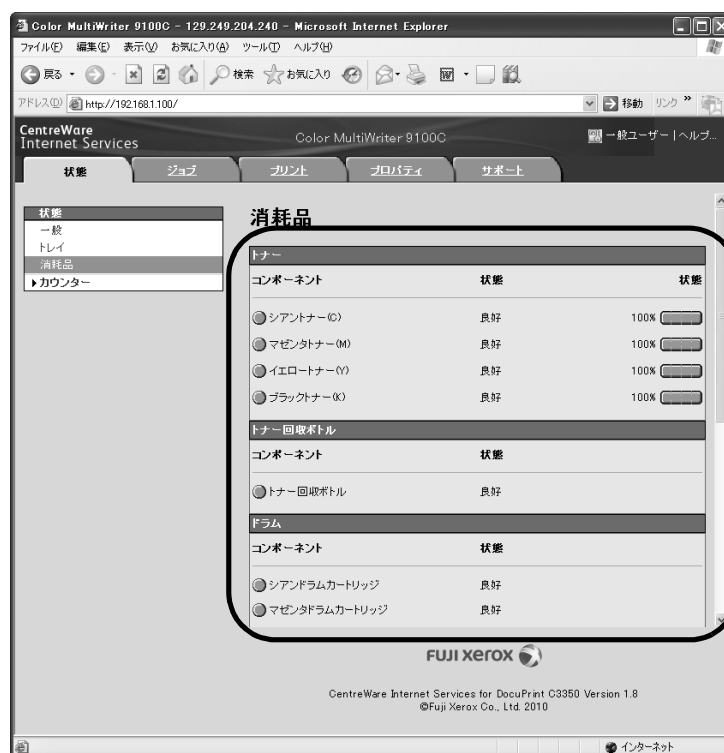 Color MultiWriter 9100C - 129.249.204.240 - Microsoft Internet Explorer
ファイル(F) 編集(E) 表示(V) お気に入り(A) ツール(T) ヘルプ(H)
戻る 検索 お気に入り
アドレス(D) http://192.168.1.100/ 移動 リンク »
CentreWare
Internet Services
Color MultiWriter 9100C
一般ユーザー | ヘルプ...
状態 ジョブ プリント プロパティ サポート
状態
一般
トレイ
消耗品
カウンター
消耗品
トナー
コンポーネント 状態 状態
シアントナー(C) 良好 100%
マゼンタトナー(M) 良好 100%
イエロートナー(Y) 良好 100%
ブラックトナー(K) 良好 100%
トナー回収ボトル
コンポーネント 状態
トナー回収ボトル 良好
ドラム
コンポーネント 状態
シアンドラムカートリッジ 良好
マゼンタドラムカートリッジ 良好
FUJI xerox
CentreWare Internet Services for DocuPrint C3350 Version 1.8
©Fuji Xerox Co., Ltd. 2010
インターネット